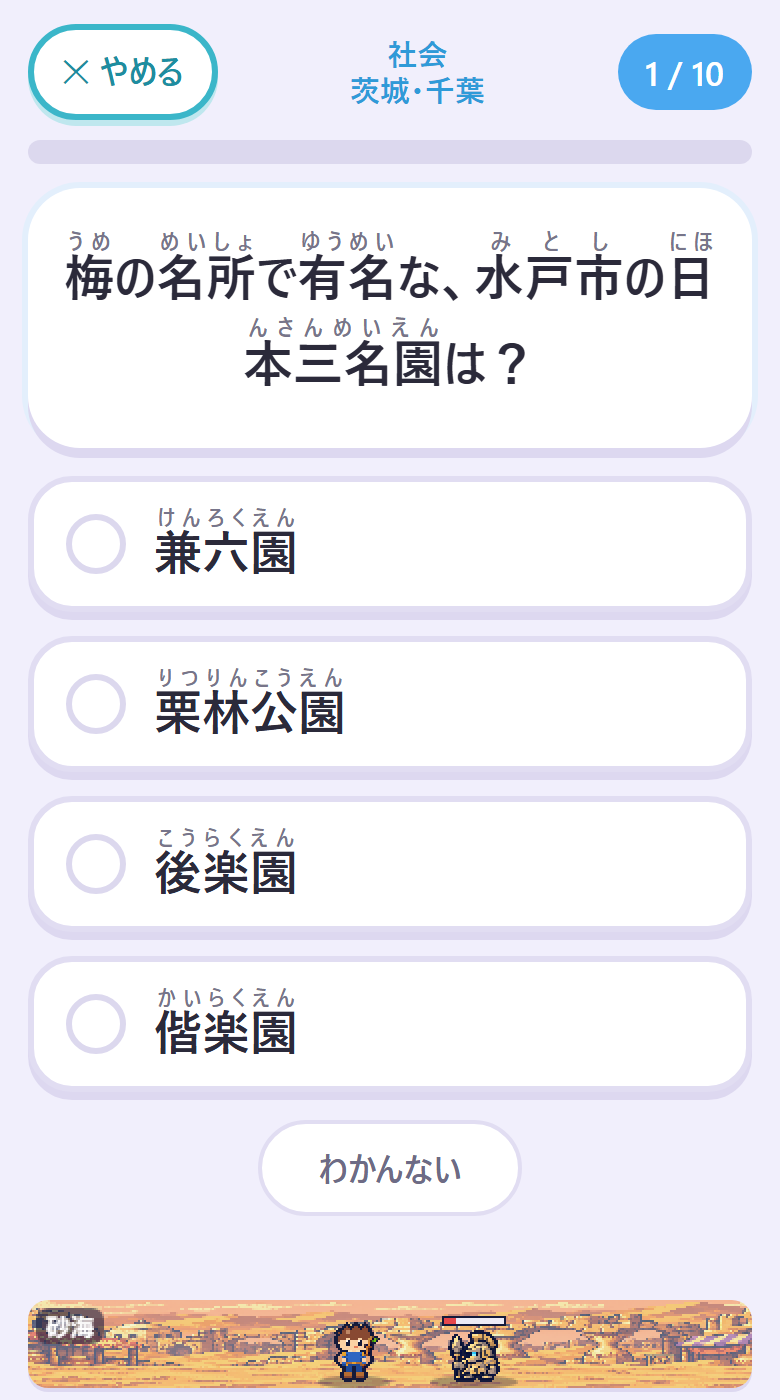 × やめる
社会
茨城・千葉
1 / 10
うめ めいしょ ゆうめい み と し にほ
梅の名所で有名な、水戸市の日
んさんめいえん
本三名園は？
けんろくえん
兼六園
りつりんこうえん
栗林公園
こうらくえん
後楽園
かいらくえん
偕楽園
わかんない
砂海